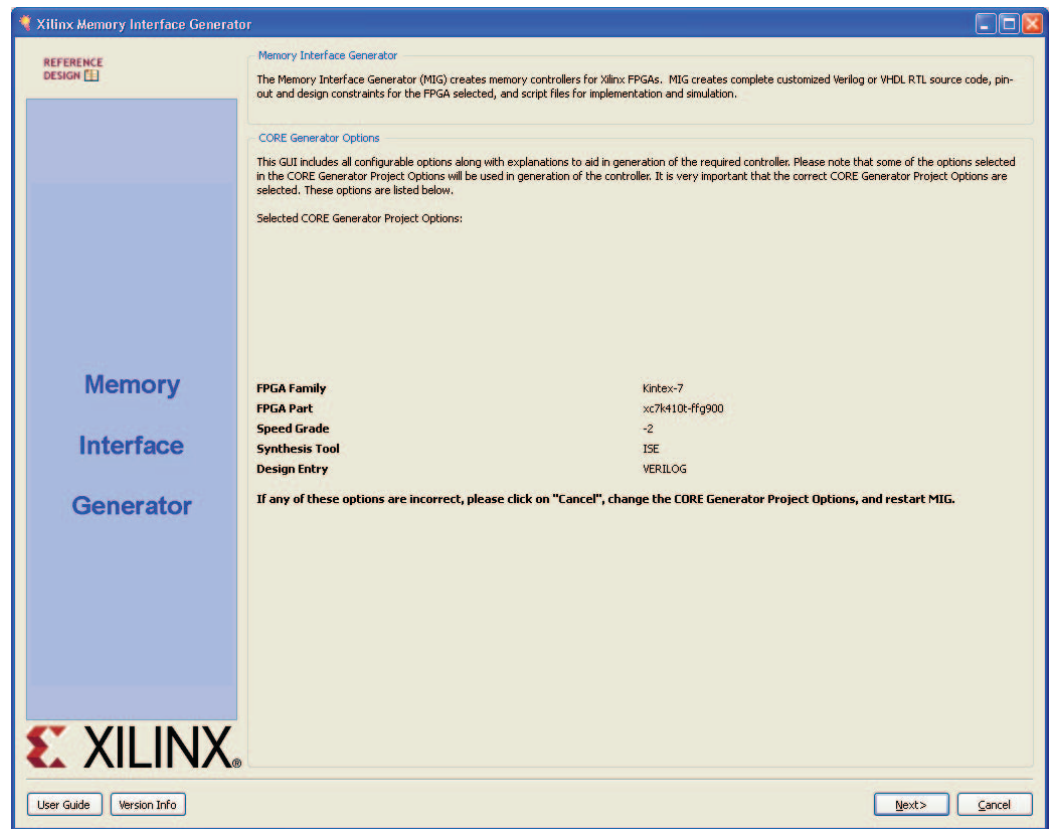 Xilinx Memory Interface Generator
REFERENCE
DESIGN
Memory Interface Generator
The Memory Interface Generator (MIG) creates memory controllers for Xilinx FPGAs. MIG creates complete customized Verilog or VHDL RTL source code, pin-
out and design constraints for the FPGA selected, and script files for implementation and simulation.
CORE Generator Options
This GUI includes all configurable options along with explanations to aid in generation of the required controller. Please note that some of the options selected
in the CORE Generator Project Options will be used in generation of the controller. It is very important that the correct CORE Generator Project Options are
selected. These options are listed below.
Selected CORE Generator Project Options:
Memory
Interface
Generator
FPGA Family Kintex-7
FPGA Part xc7k410t-ffg900
Speed Grade -2
Synthesis Tool ISE
Design Entry VERILOG
If any of these options are incorrect, please click on "Cancel", change the CORE Generator Project Options, and restart MIG.
XILINX®
User Guide Version Info Next> Cancel